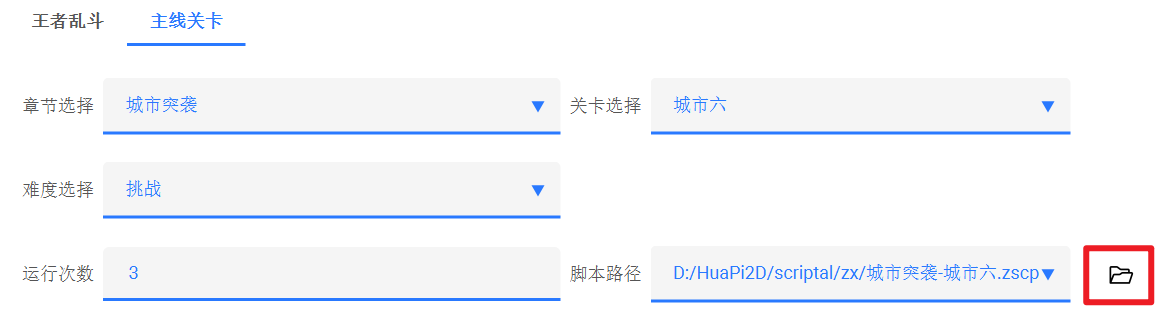 王者乱斗 主线关卡
章节选择 城市突袭 关卡选择 城市六
难度选择 挑战
运行次数 3 脚本路径 D:/HuaPi2D/scriptal/zx/城市突袭-城市六.zscp